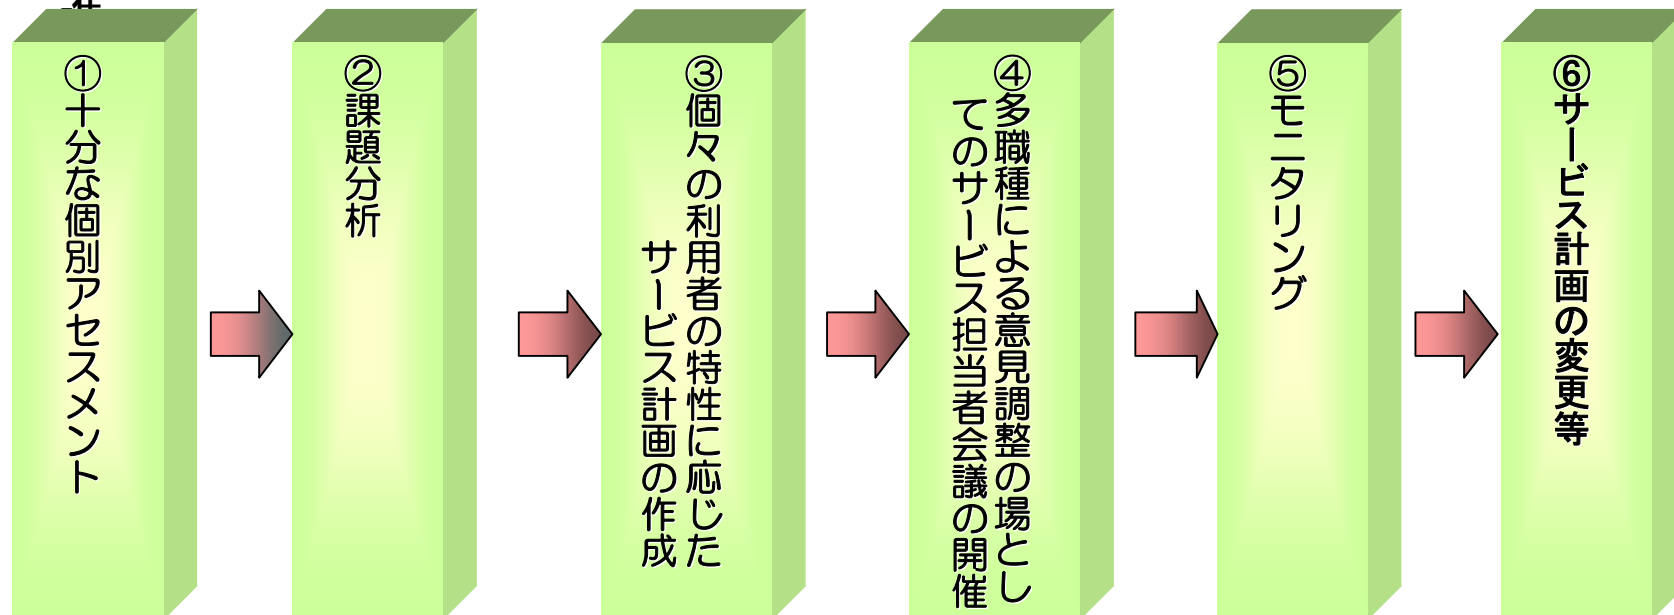 ①十分な個別アセスメント
②課題分析
③個々の利用者の特性に応じた
サービス計画の作成
④多職種による意見調整の場とし
てのサービス担当者会議の開催
⑤モニタリング
⑥サービス計画の変更等